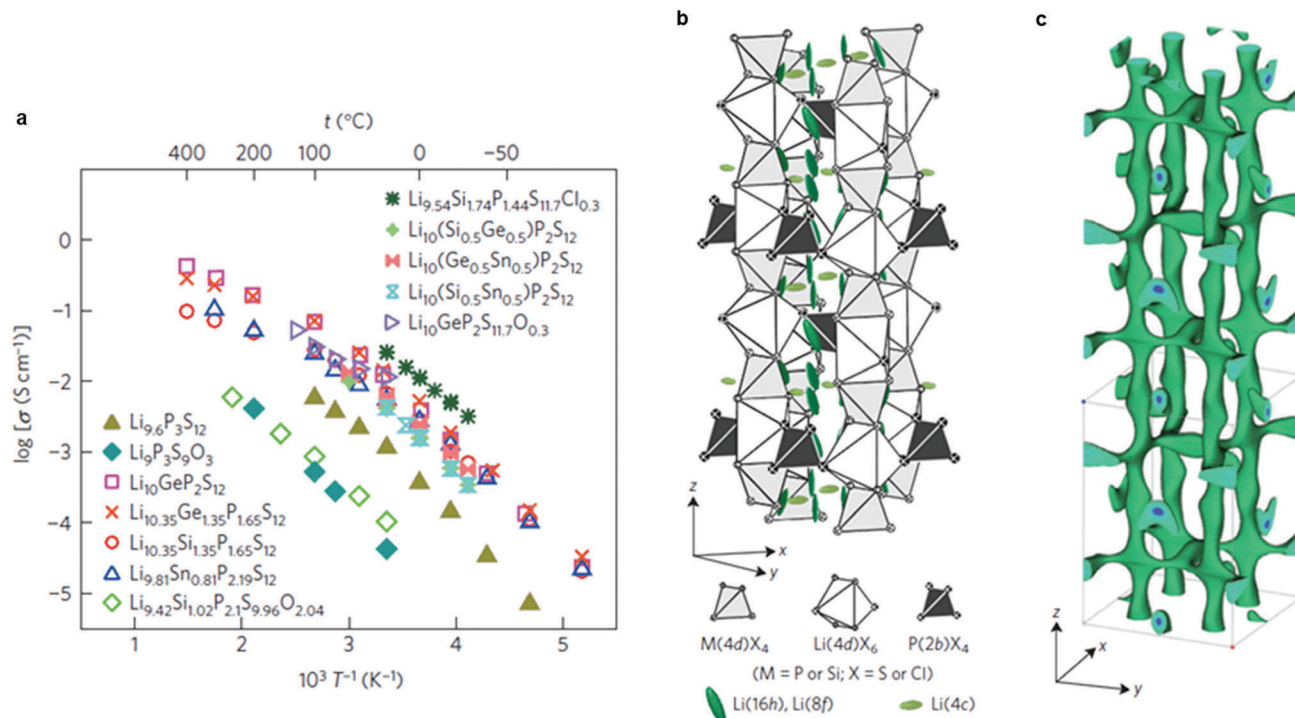 a
t (°C)
400 200 100 0 −50
Li9.54Si1.74P1.44S11.7Cl0.3
Li10(Si0.5Ge0.5)P2S12
Li10(Ge0.5Sn0.5)P2S12
Li10(Si0.5Sn0.5)P2S12
Li10GeP2S11.7O0.3
log [σ (S cm−1)]
0
−1
−2
−3
−4
−5
Li9.6P3S12
Li9P3S9O3
Li10GeP2S12
Li10.35Ge1.35P1.65S12
Li10.35Si1.35P1.65S12
Li9.81Sn0.81P2.19S12
Li9.42Si1.02P2.1S9.96O2.04
1 2 3 4 5
10³ T−1 (K−1)
b
z
x
y
M(4d)X4 Li(4d)X6 P(2b)X4
(M = P or Si; X = S or Cl)
Li(16h), Li(8f) Li(4c)
c
z
x
y